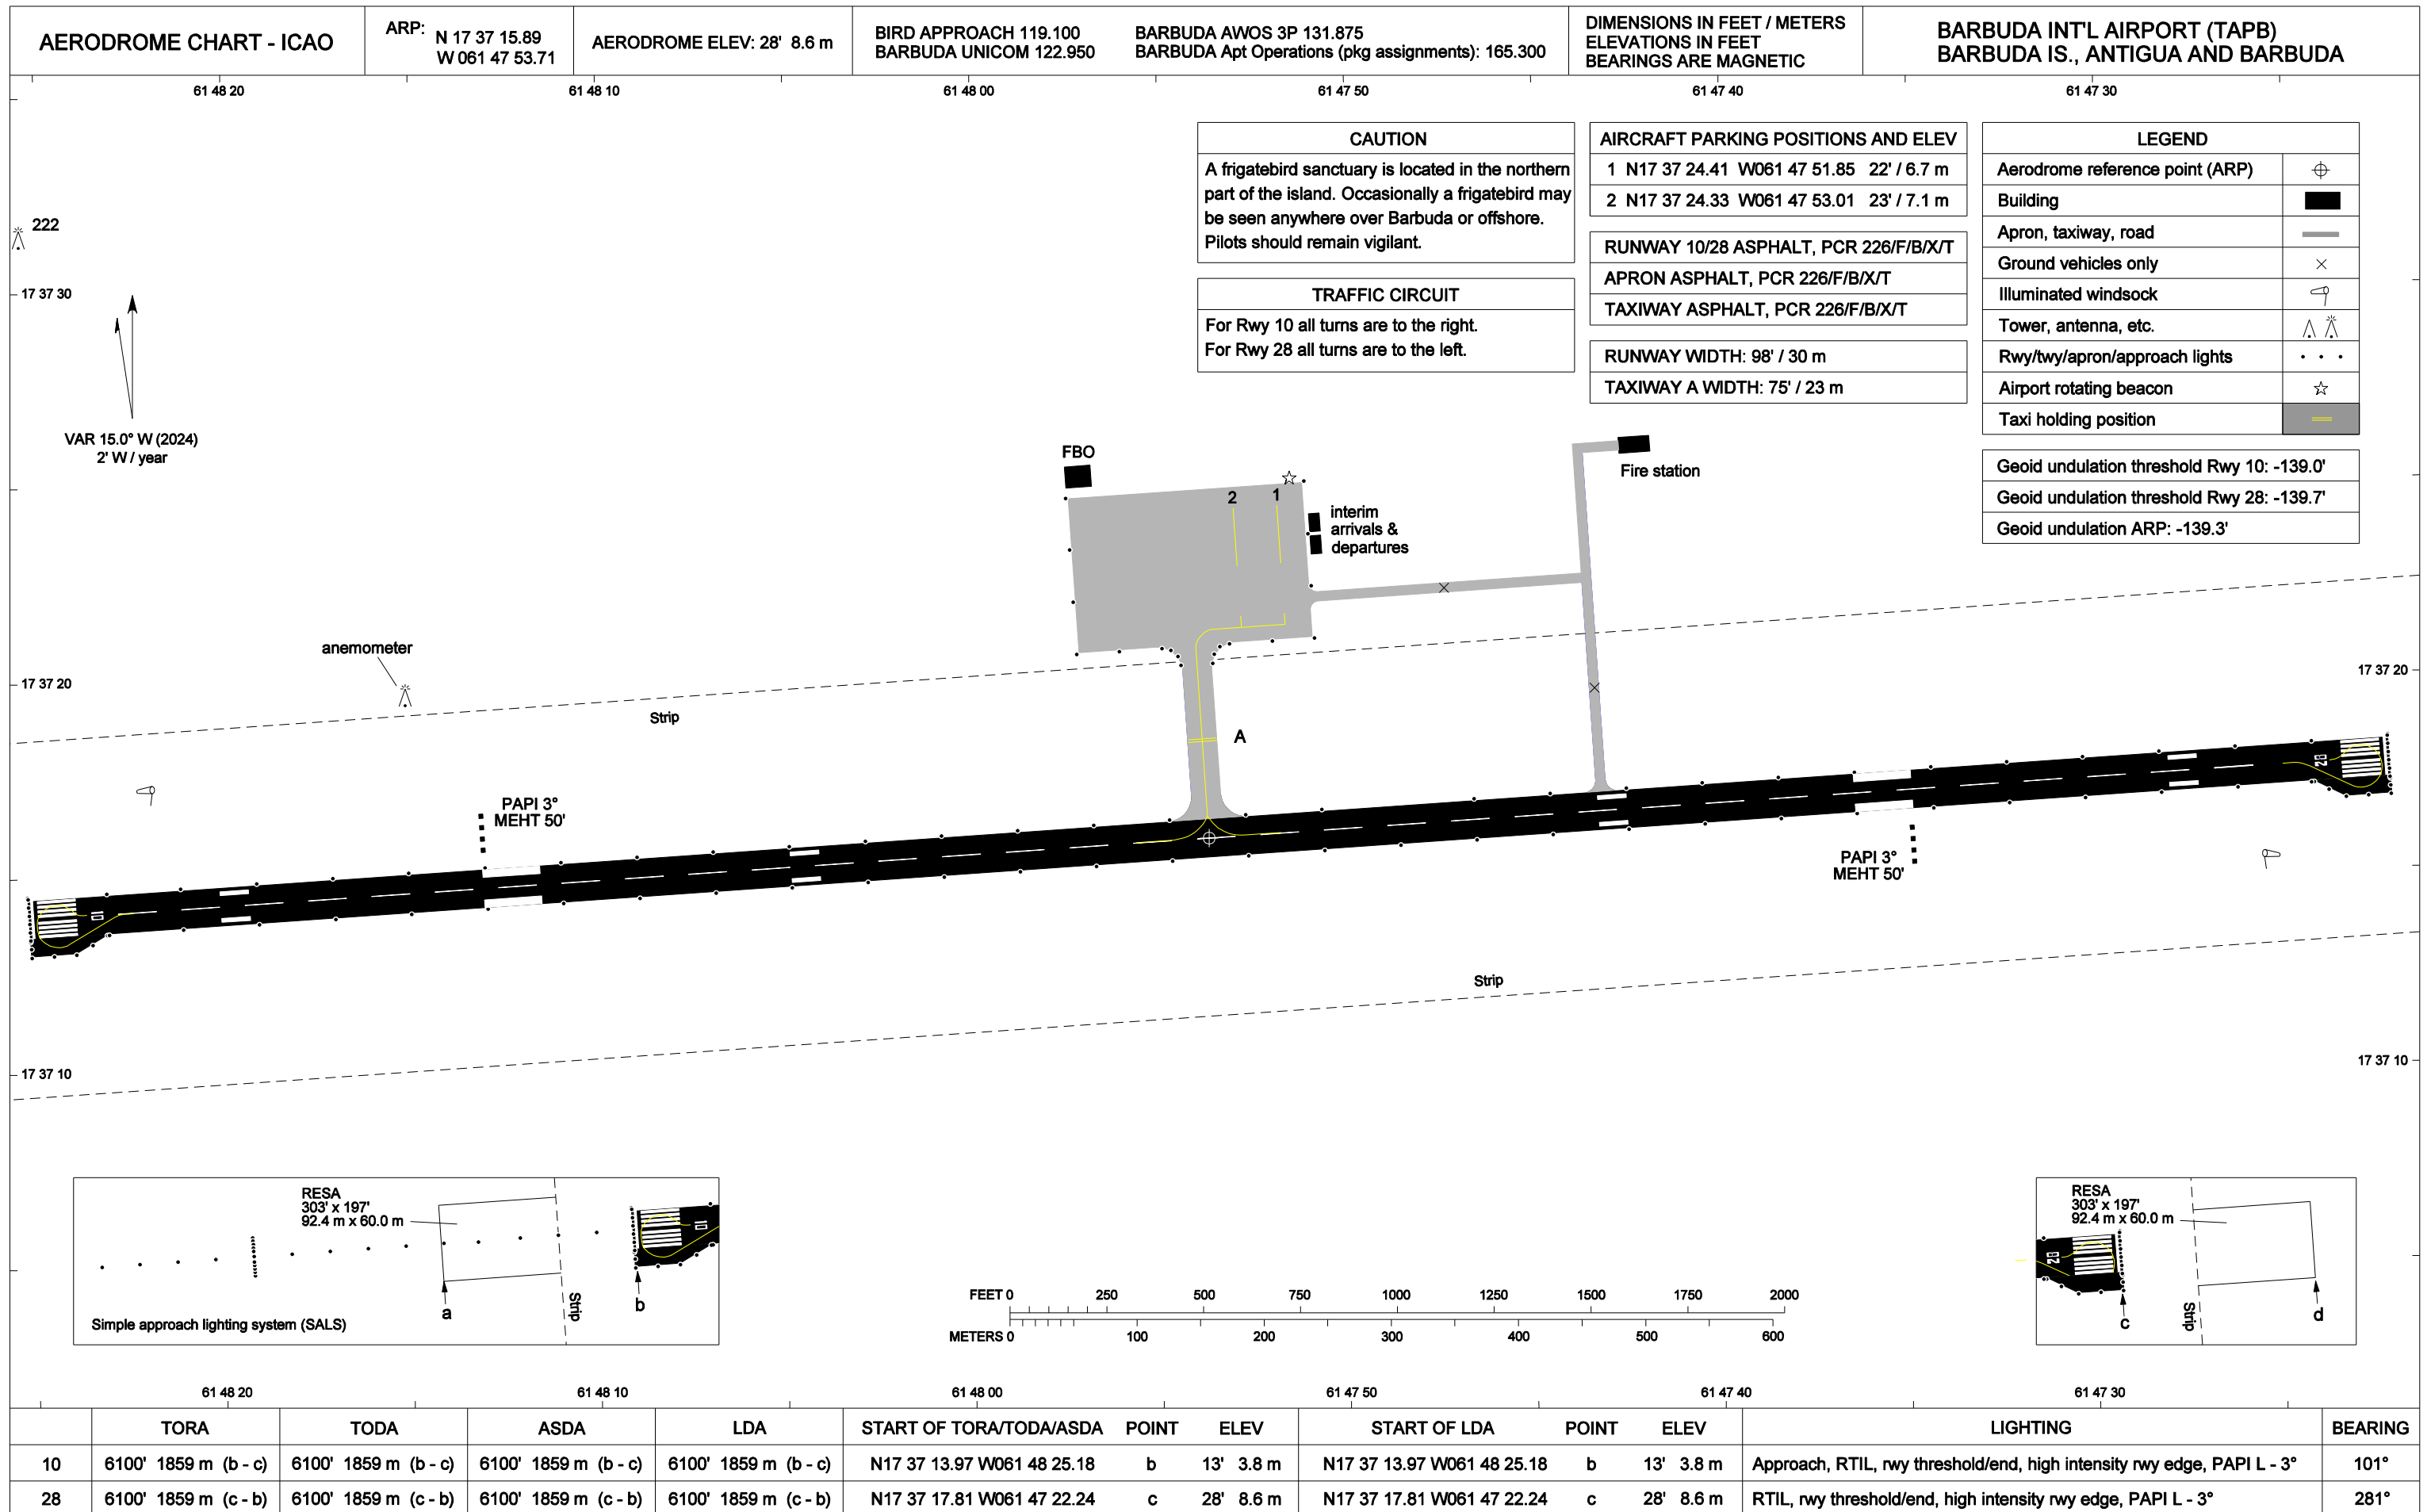 AERODROME CHART - ICAO
ARP:
N 17 37 15.89
W 061 47 53.71
AERODROME ELEV: 28' 8.6 m
BIRD APPROACH 119.100
BARBUDA UNICOM 122.950
BARBUDA AWOS 3P 131.875
BARBUDA Apt Operations (pkg assignments): 165.300
DIMENSIONS IN FEET / METERS
ELEVATIONS IN FEET
BEARINGS ARE MAGNETIC
BARBUDA INT'L AIRPORT (TAPB)
BARBUDA IS., ANTIGUA AND BARBUDA
61 48 20
61 48 10
61 48 00
61 47 50
61 47 40
61 47 30
CAUTION
A frigatebird sanctuary is located in the northern
part of the island. Occasionally a frigatebird may
be seen anywhere over Barbuda or offshore.
Pilots should remain vigilant.
TRAFFIC CIRCUIT
For Rwy 10 all turns are to the right.
For Rwy 28 all turns are to the left.
AIRCRAFT PARKING POSITIONS AND ELEV
1 N17 37 24.41 W061 47 51.85 22' / 6.7 m
2 N17 37 24.33 W061 47 53.01 23' / 7.1 m
RUNWAY 10/28 ASPHALT, PCR 226/F/B/X/T
APRON ASPHALT, PCR 226/F/B/X/T
TAXIWAY ASPHALT, PCR 226/F/B/X/T
RUNWAY WIDTH: 98' / 30 m
TAXIWAY A WIDTH: 75' / 23 m
LEGEND
Aerodrome reference point (ARP)
Building
Apron, taxiway, road
Ground vehicles only
Illuminated windsock
Tower, antenna, etc.
Rwy/twy/apron/approach lights
Airport rotating beacon
Taxi holding position
Geoid undulation threshold Rwy 10: -139.0'
Geoid undulation threshold Rwy 28: -139.7'
Geoid undulation ARP: -139.3'
222
17 37 30
VAR 15.0° W (2024)
2' W / year
FBO
2
1
interim
arrivals &
departures
Fire station
anemometer
17 37 20
17 37 20
Strip
A
PAPI 3°
MEHT 50'
28
PAPI 3°
MEHT 50'
10
Strip
17 37 10
17 37 10
RESA
303' x 197'
92.4 m x 60.0 m
10
a
b
Strip
Simple approach lighting system (SALS)
FEET 0 250 500 750 1000 1250 1500 1750 2000
METERS 0 100 200 300 400 500 600
RESA
303' x 197'
92.4 m x 60.0 m
28
c
Strip
d
61 48 20
61 48 10
61 48 00
61 47 50
61 47 40
61 47 30
TORA TODA ASDA LDA START OF TORA/TODA/ASDA POINT ELEV START OF LDA POINT ELEV LIGHTING BEARING
10 6100' 1859 m (b - c) 6100' 1859 m (b - c) 6100' 1859 m (b - c) 6100' 1859 m (b - c) N17 37 13.97 W061 48 25.18 b 13' 3.8 m N17 37 13.97 W061 48 25.18 b 13' 3.8 m Approach, RTIL, rwy threshold/end, high intensity rwy edge, PAPI L - 3° 101°
28 6100' 1859 m (c - b) 6100' 1859 m (c - b) 6100' 1859 m (c - b) 6100' 1859 m (c - b) N17 37 17.81 W061 47 22.24 c 28' 8.6 m N17 37 17.81 W061 47 22.24 c 28' 8.6 m RTIL, rwy threshold/end, high intensity rwy edge, PAPI L - 3° 281°